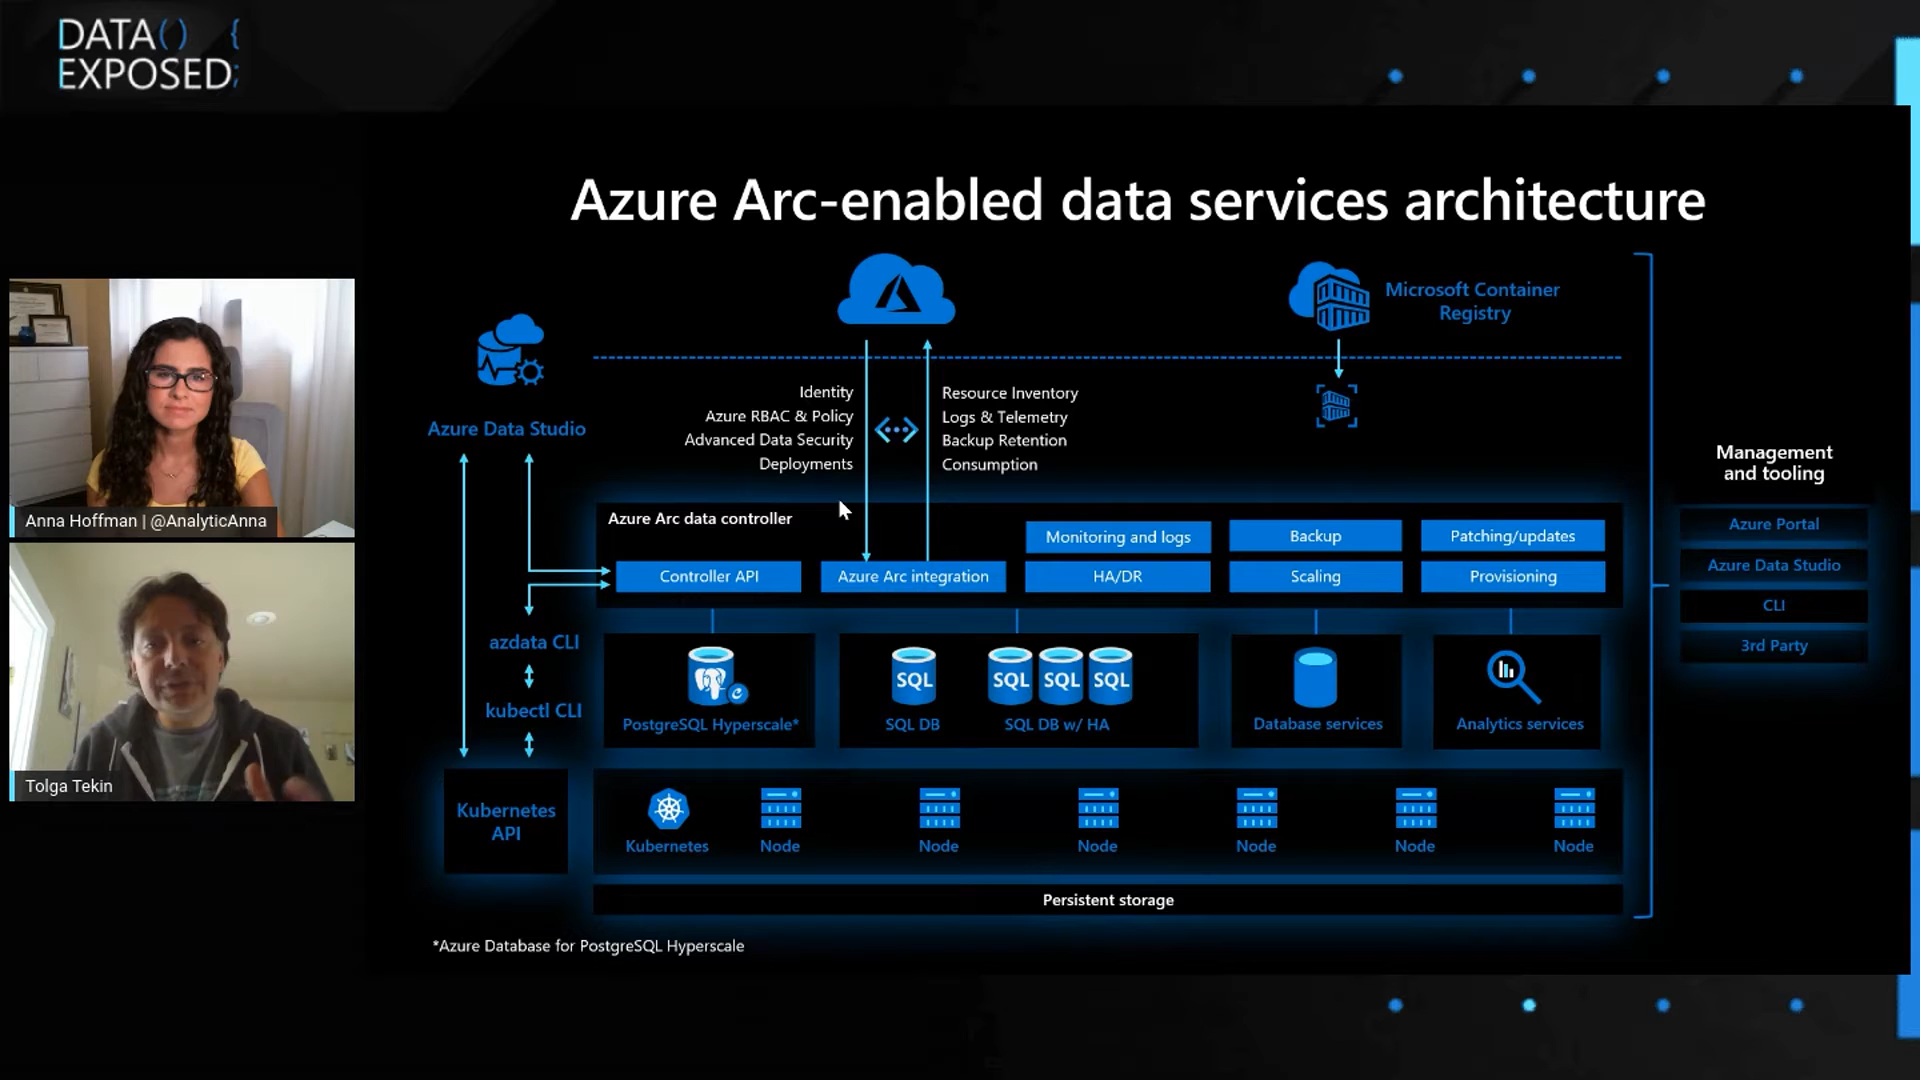 DATA() {
EXPOSED;
Azure Arc-enabled data services architecture
Microsoft Container
Registry
Azure Data Studio
Identity
Azure RBAC & Policy
Advanced Data Security
Deployments
Resource Inventory
Logs & Telemetry
Backup Retention
Consumption
Management
and tooling
Azure Portal
Azure Data Studio
CLI
3rd Party
Anna Hoffman | @AnalyticAnna
Tolga Tekin
Azure Arc data controller
Monitoring and logs
Backup
Patching/updates
Controller API
Azure Arc integration
HA/DR
Scaling
Provisioning
azdata CLI
kubectl CLI
Kubernetes
API
PostgreSQL Hyperscale*
SQL
SQL DB
SQL SQL SQL
SQL DB w/ HA
Database services
Analytics services
Kubernetes
Node
Node
Node
Node
Node
Node
Persistent storage
*Azure Database for PostgreSQL Hyperscale